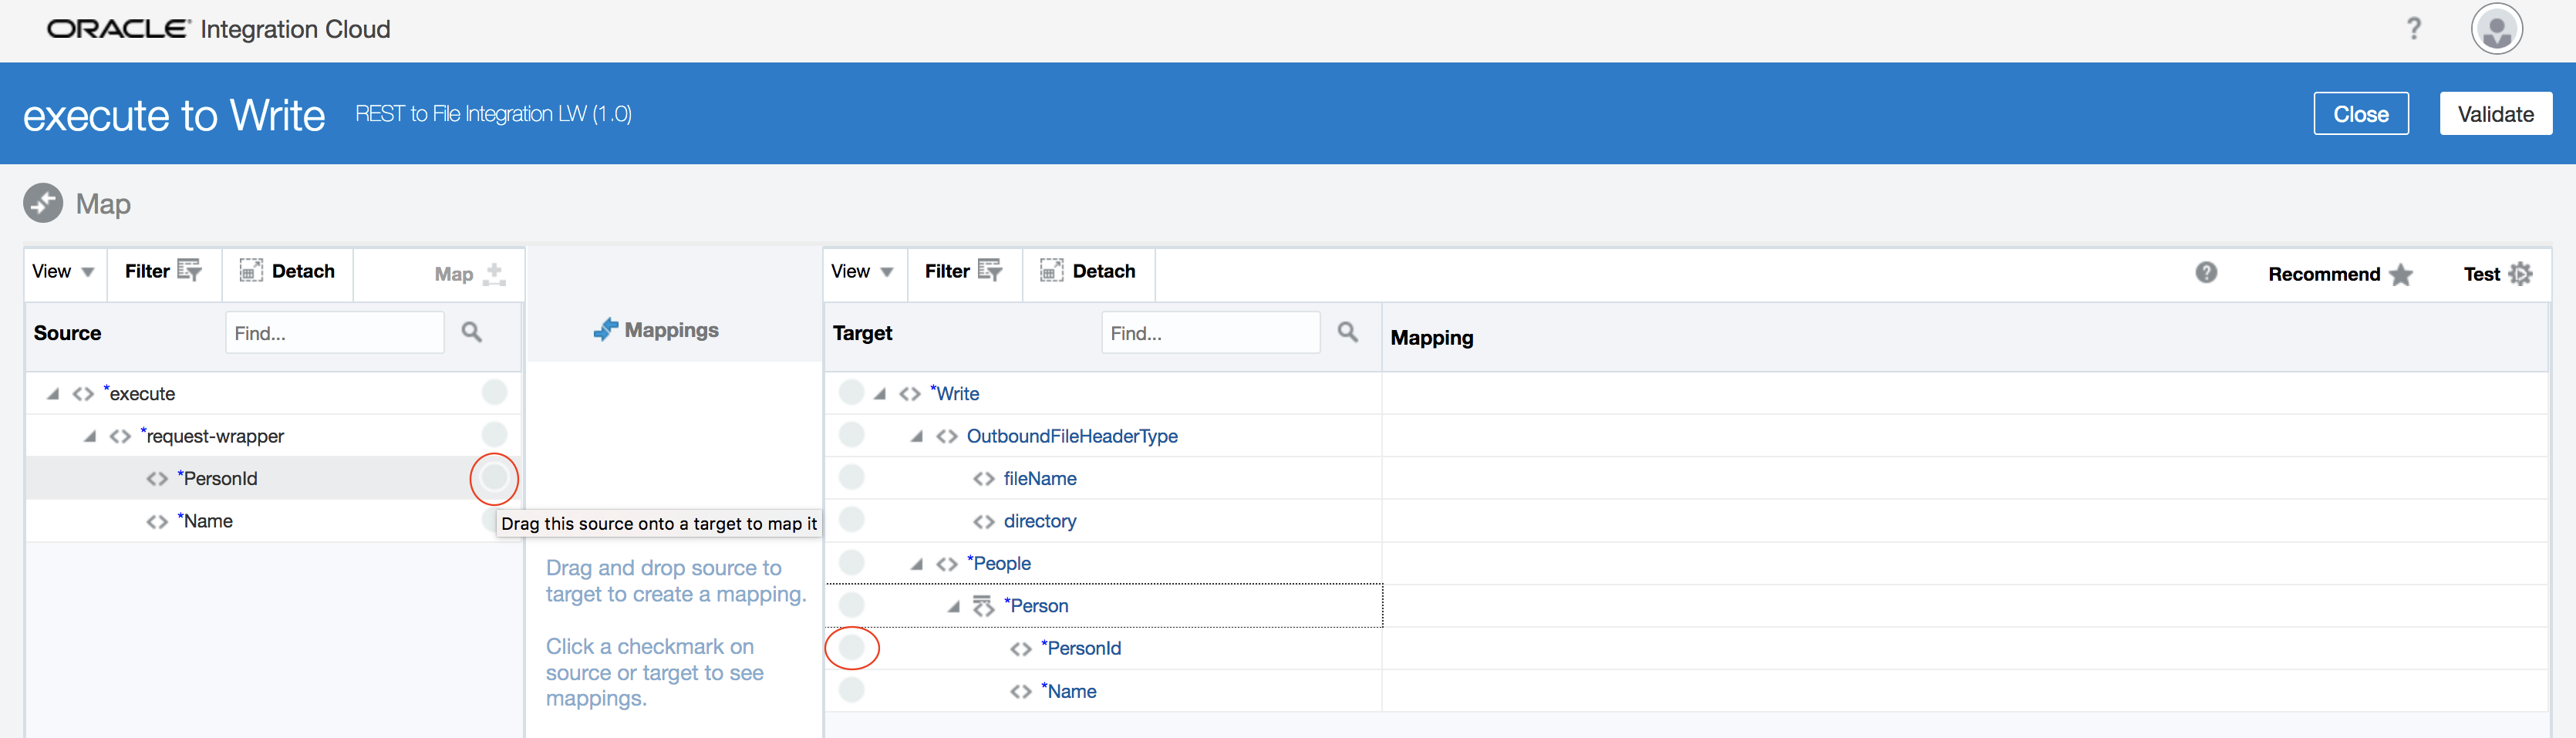 ORACLE Integration Cloud ?
execute to Write REST to File Integration LW (1.0) Close Validate
Map
View Filter Detach Map
Source Find...
*execute
*request-wrapper
*PersonId
*Name
Mappings
Drag this source onto a target to map it
Drag and drop source to
target to create a mapping.
Click a checkmark on
source or target to see
mappings.
View Filter Detach ? Recommend Test
Target Find... Mapping
*Write
OutboundFileHeaderType
fileName
directory
*People
*Person
*PersonId
*Name